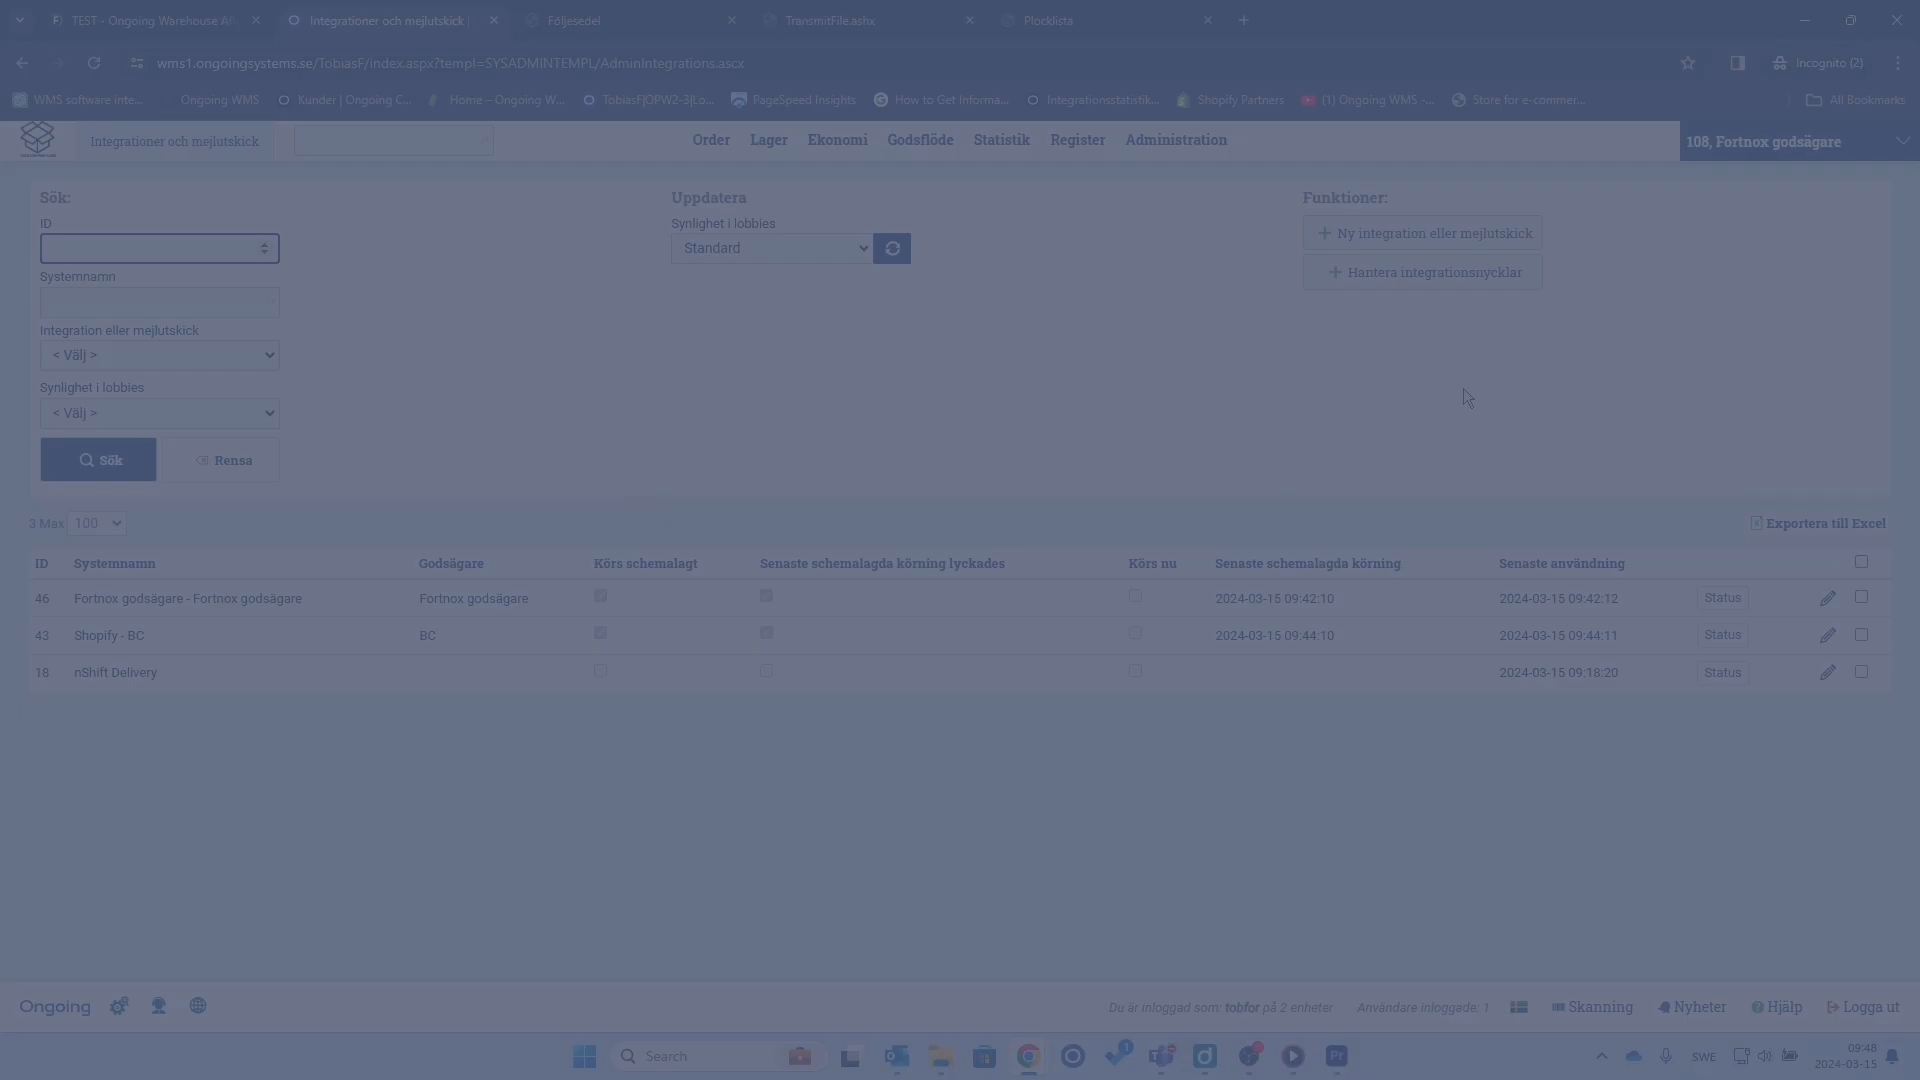 TEST - Ongoing Warehouse AB
Integrationer och mejlutskick |
Följesedel
TransmitFile.ashx
Plocklista
wms1.ongoingsystems.se/TobiasF/index.aspx?templ=SYSADMINTEMPL/AdminIntegrations.ascx
Incognito (2)
WMS software inte...
Ongoing WMS
Kunder | Ongoing C...
Home – Ongoing W...
TobiasF|OPW2-3|Lo...
PageSpeed Insights
How to Get Informa...
Integrationsstatistik...
Shopify Partners
(1) Ongoing WMS -...
Store for e-commer...
All Bookmarks
Integrationer och mejlutskick
Order
Lager
Ekonomi
Godsflöde
Statistik
Register
Administration
108, Fortnox godsägare
Sök:
ID
Systemnamn
Integration eller mejlutskick
< Välj >
Synlighet i lobbies
< Välj >
Sök
Rensa
Uppdatera
Synlighet i lobbies
Standard
Funktioner:
Ny integration eller mejlutskick
Hantera integrationsnycklar
3 Max 100
Exportera till Excel
ID Systemnamn Godsägare Körs schemalagt Senaste schemalagda körning lyckades Körs nu Senaste schemalagda körning Senaste användning
46 Fortnox godsägare - Fortnox godsägare Fortnox godsägare 2024-03-15 09:42:10 2024-03-15 09:42:12 Status
43 Shopify - BC BC 2024-03-15 09:44:10 2024-03-15 09:44:11 Status
18 nShift Delivery 2024-03-15 09:18:20 Status
Ongoing
Du är inloggad som: tobfor på 2 enheter
Användare inloggade: 1
Skanning
Nyheter
Hjälp
Logga ut
Search
1
Pr
SWE
09:48
2024-03-15